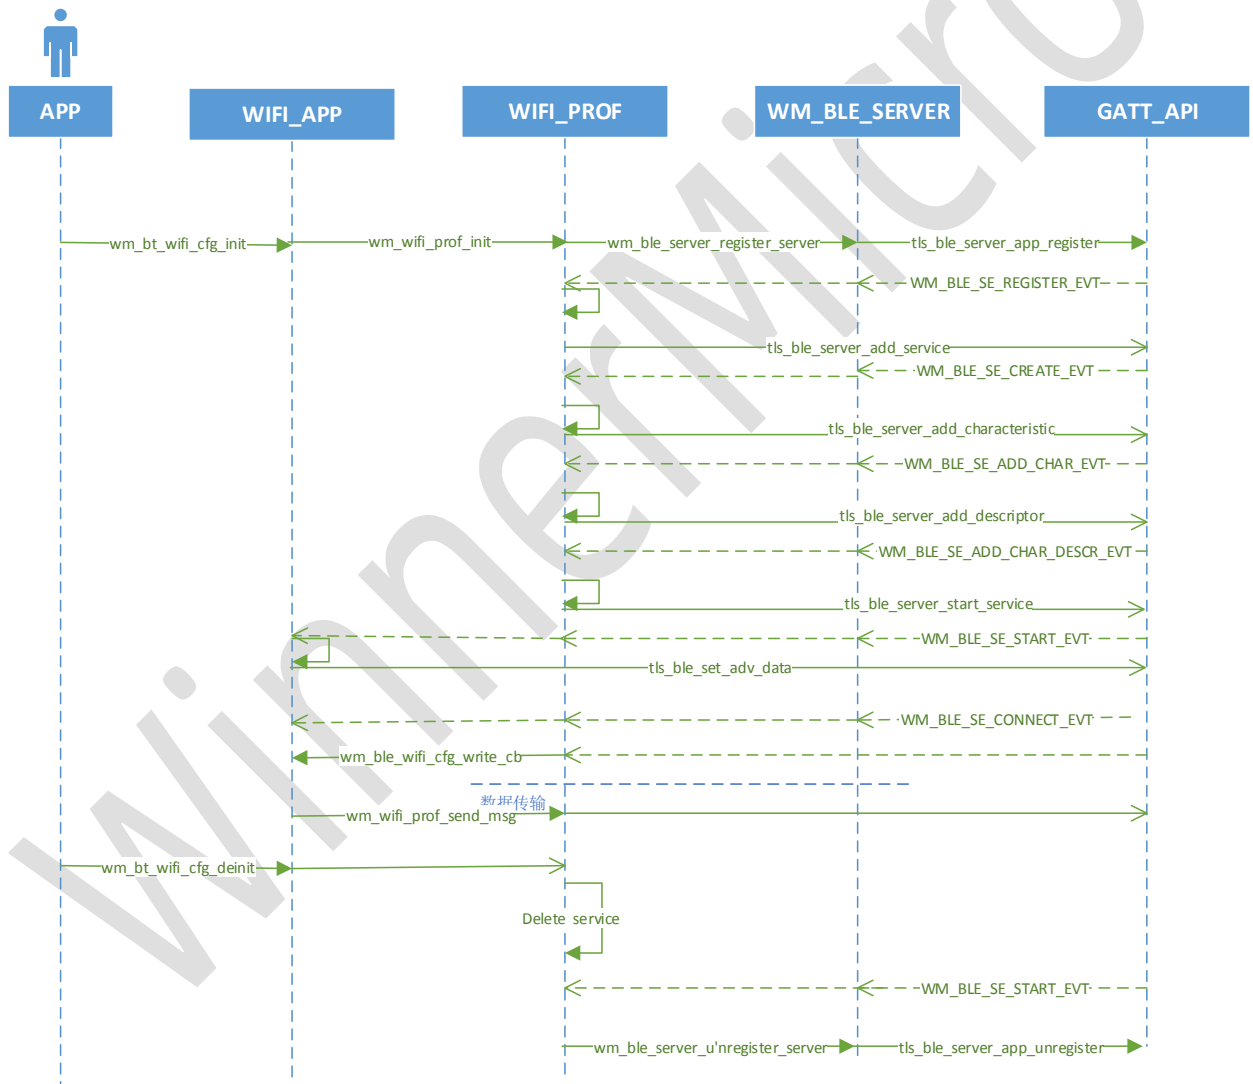 APP
WIFI_APP
WIFI_PROF
WM_BLE_SERVER
GATT_API
wm_bt_wifi_cfg_init
wm_wifi_prof_init
wm_ble_server_register_server
tls_ble_server_app_register
WM_BLE_SE_REGISTER_EVT
tls_ble_server_add_service
WM_BLE_SE_CREATE_EVT
tls_ble_server_add_characteristic
WM_BLE_SE_ADD_CHAR_EVT
tls_ble_server_add_descriptor
WM_BLE_SE_ADD_CHAR_DESCR_EVT
tls_ble_server_start_service
WM_BLE_SE_START_EVT
tls_ble_set_adv_data
WM_BLE_SE_CONNECT_EVT
wm_ble_wifi_cfg_write_cb
数据传输
wm_wifi_prof_send_msg
wm_bt_wifi_cfg_deinit
Delete service
WM_BLE_SE_START_EVT
wm_ble_server_u'nregister_server
tls_ble_server_app_unregister
WinnerMicro